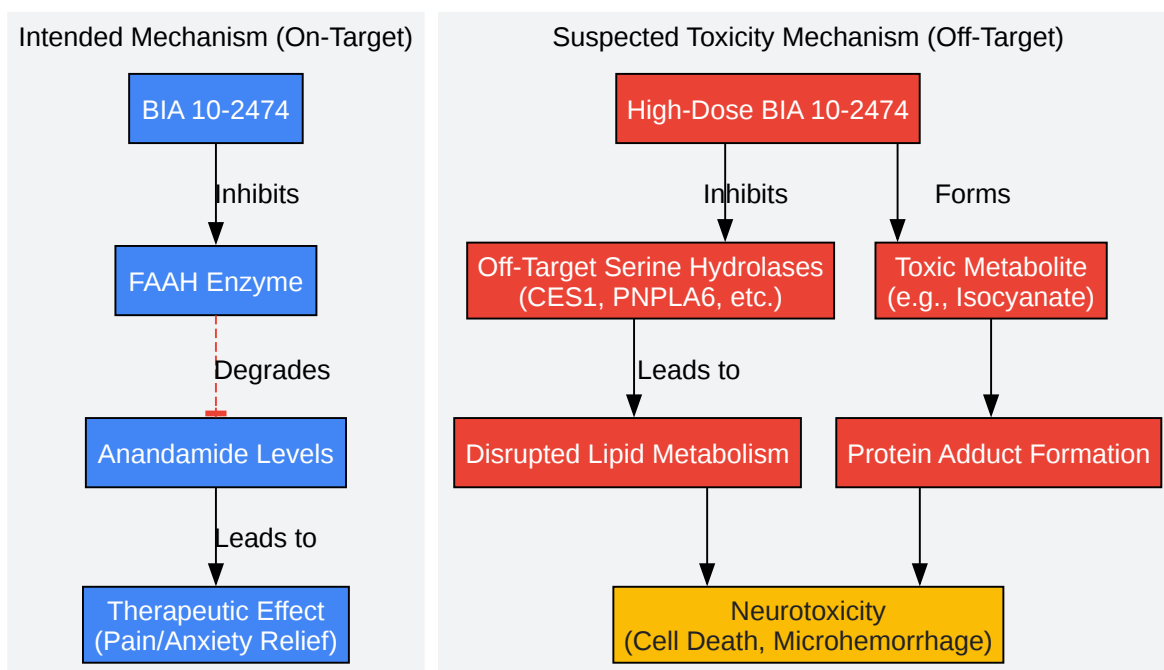 Intended Mechanism (On-Target)
BIA 10-2474
Inhibits
FAAH Enzyme
Degrades
Anandamide Levels
Leads to
Therapeutic Effect
(Pain/Anxiety Relief)
Suspected Toxicity Mechanism (Off-Target)
High-Dose BIA 10-2474
Inhibits
Forms
Off-Target Serine Hydrolases
(CES1, PNPLA6, etc.)
Toxic Metabolite
(e.g., Isocyanate)
Leads to
Disrupted Lipid Metabolism
Protein Adduct Formation
Neurotoxicity
(Cell Death, Microhemorrhage)